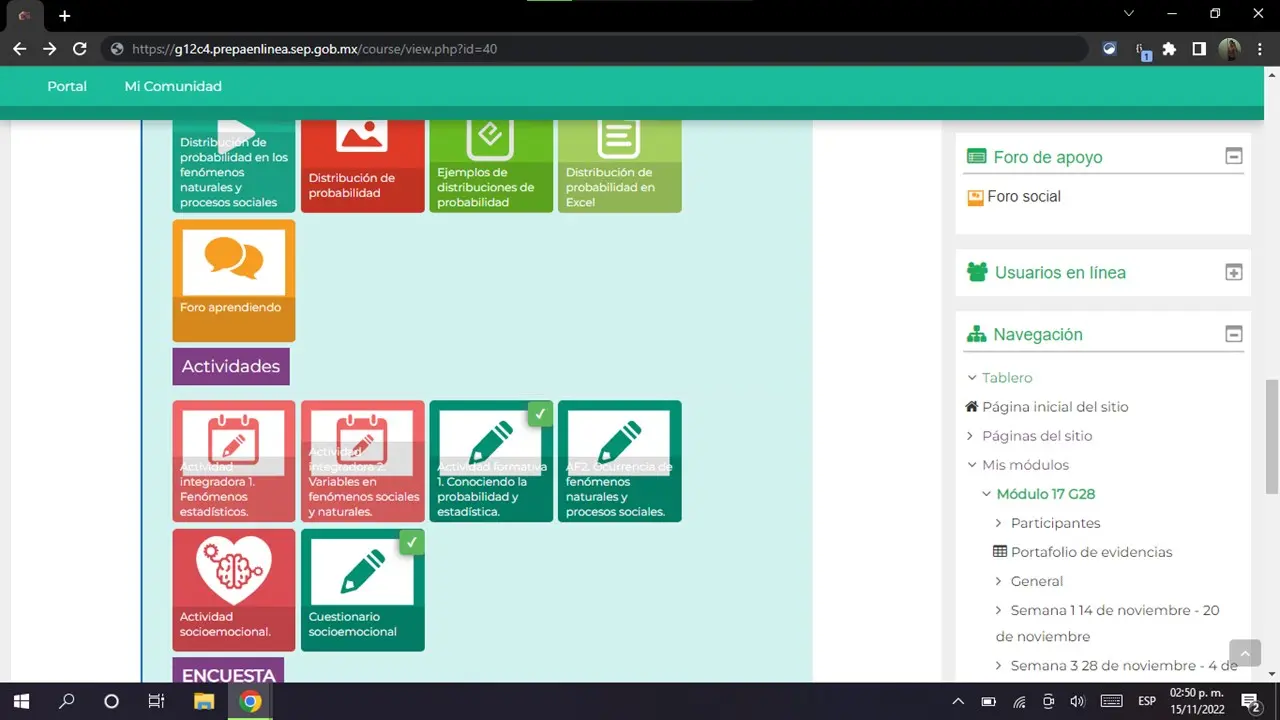 https://g12c4.prepaenlinea.sep.gob.mx/course/view.php?id=40
1
Portal
Mi Comunidad
Distribución de
probabilidad en los
fenómenos
naturales y
procesos sociales
Distribución de
probabilidad
Ejemplos de
distribuciones de
probabilidad
Distribución de
probabilidad en
Excel
Foro aprendiendo
Actividades
Actividad
integradora 1.
Fenómenos
estadísticos.
Actividad
integradora 2.
Variables en
fenómenos sociales
y naturales.
Actividad formativa
1. Conociendo la
probabilidad y
estadística.
AF2. Ocurrencia de
fenómenos
naturales y
procesos sociales.
Actividad
socioemocional.
Cuestionario
socioemocional
ENCUESTA
Foro de apoyo
Foro social
Usuarios en línea
Navegación
Tablero
Página inicial del sitio
Páginas del sitio
Mis módulos
Módulo 17 G28
Participantes
Portafolio de evidencias
General
Semana 1 14 de noviembre - 20
de noviembre
Semana 3 28 de noviembre - 4 de
ESP
02:50 p. m.
15/11/2022
2